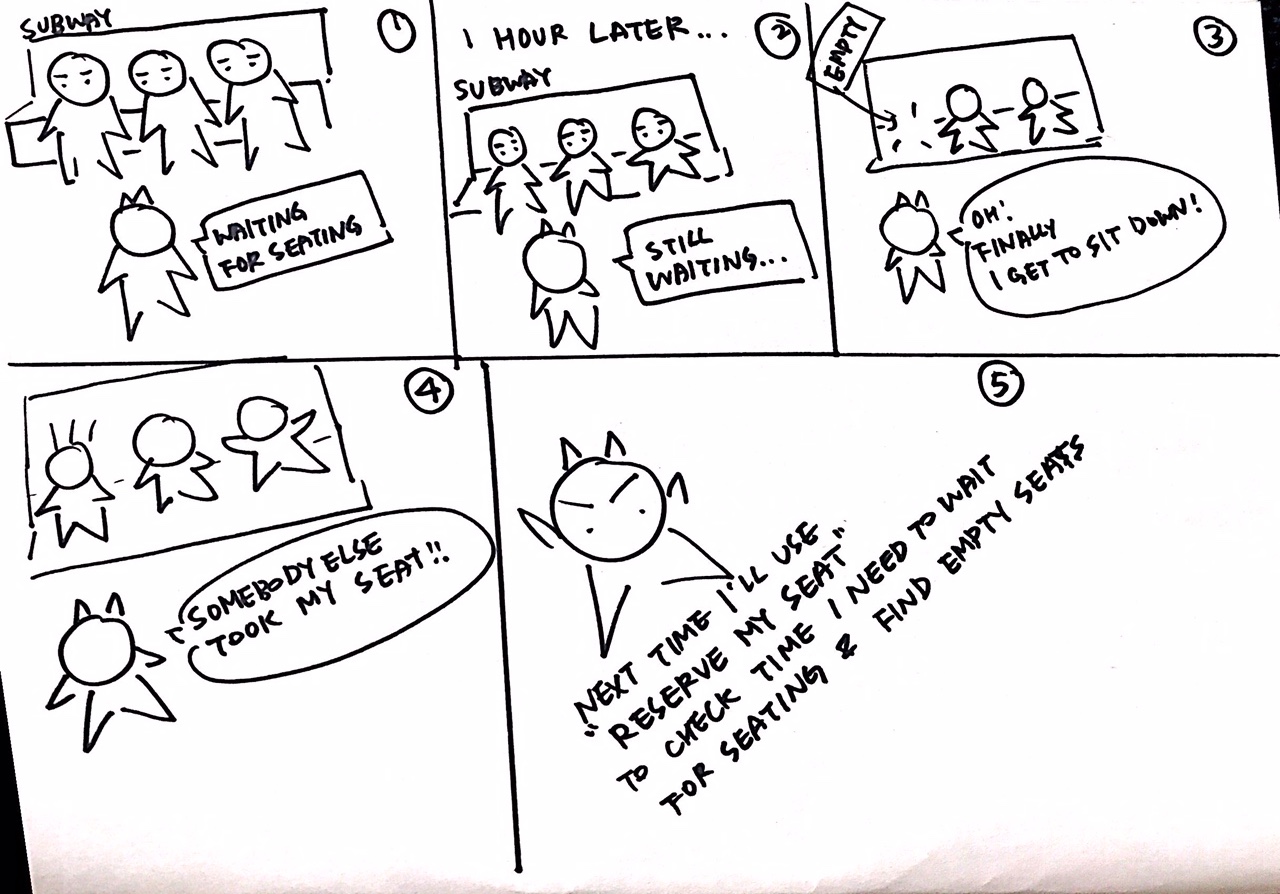 SUBWAY
1
WAITING
FOR SEATING
1 HOUR LATER...
2
SUBWAY
STILL
WAITING...
3
EMPTY
OH!
FINALLY
I GET TO SIT DOWN!
4
SOMEBODY ELSE
TOOK MY SEAT!!
5
NEXT TIME I'LL USE
"RESERVE MY SEAT"
TO CHECK TIME I NEED TO WAIT
FOR SEATING & FIND EMPTY SEATS